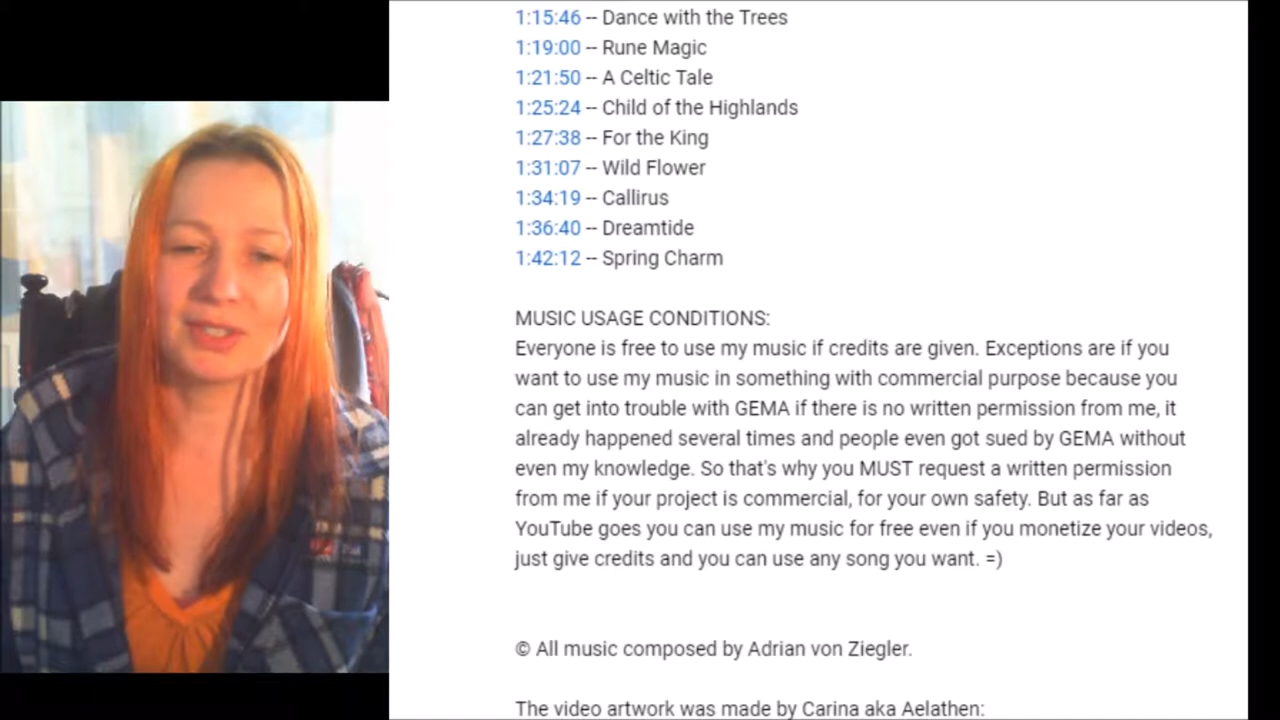 1:15:46 -- Dance with the Trees
1:19:00 -- Rune Magic
1:21:50 -- A Celtic Tale
1:25:24 -- Child of the Highlands
1:27:38 -- For the King
1:31:07 -- Wild Flower
1:34:19 -- Callirus
1:36:40 -- Dreamtide
1:42:12 -- Spring Charm
MUSIC USAGE CONDITIONS:
Everyone is free to use my music if credits are given. Exceptions are if you
want to use my music in something with commercial purpose because you
can get into trouble with GEMA if there is no written permission from me, it
already happened several times and people even got sued by GEMA without
even my knowledge. So that's why you MUST request a written permission
from me if your project is commercial, for your own safety. But as far as
YouTube goes you can use my music for free even if you monetize your videos,
just give credits and you can use any song you want. =)
© All music composed by Adrian von Ziegler.
The video artwork was made by Carina aka Aelathen: